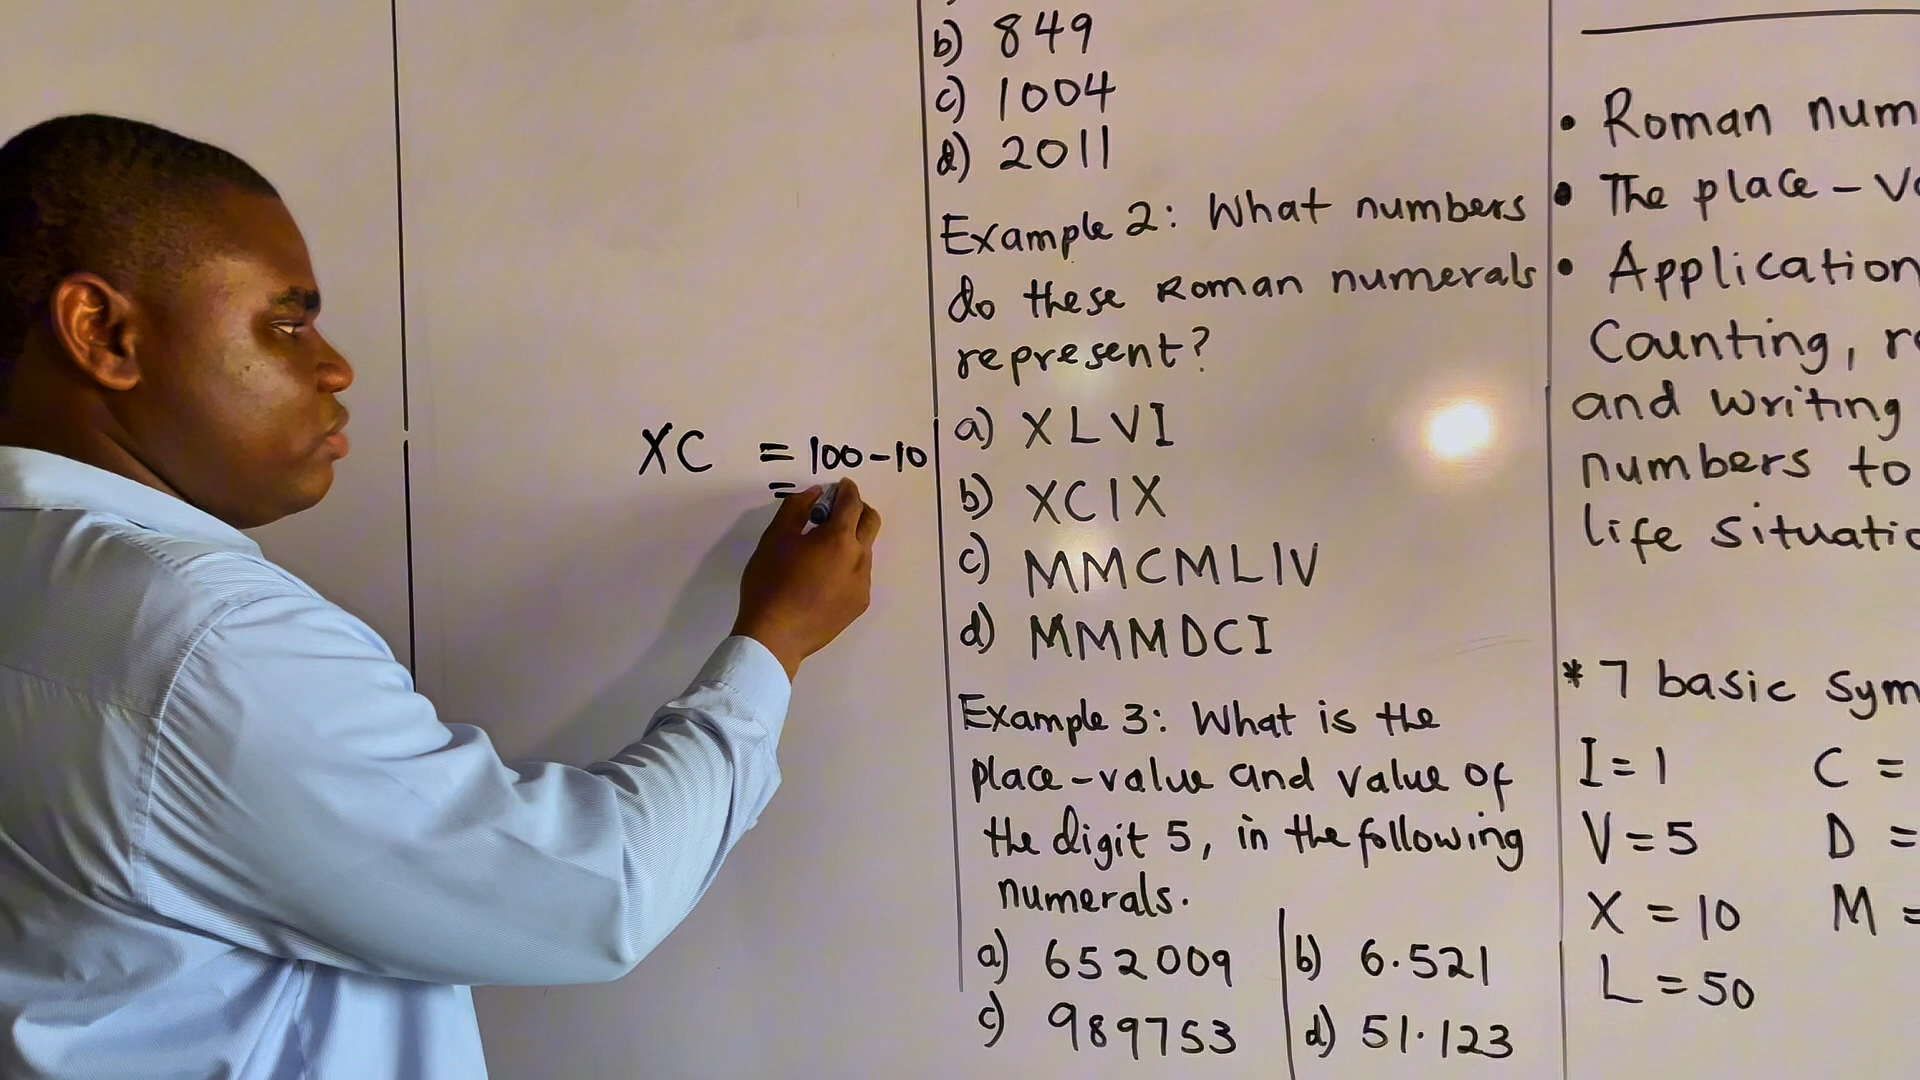 XC = 100-10
=
b) 849
c) 1004
d) 2011
Example 2: What numbers
do these Roman numerals
represent?
a) XLVI
b) XCIX
c) MMCMLIV
d) MMMDCI
Example 3: What is the
place-value and value of
the digit 5, in the following
numerals.
a) 652009 b) 6.521
c) 989753 d) 51.123
• Roman num
• The place-va
• Application
Counting, re
and writing
numbers to
life situatio
* 7 basic sym
I = 1 C =
V = 5 D =
X = 10 M =
L = 50